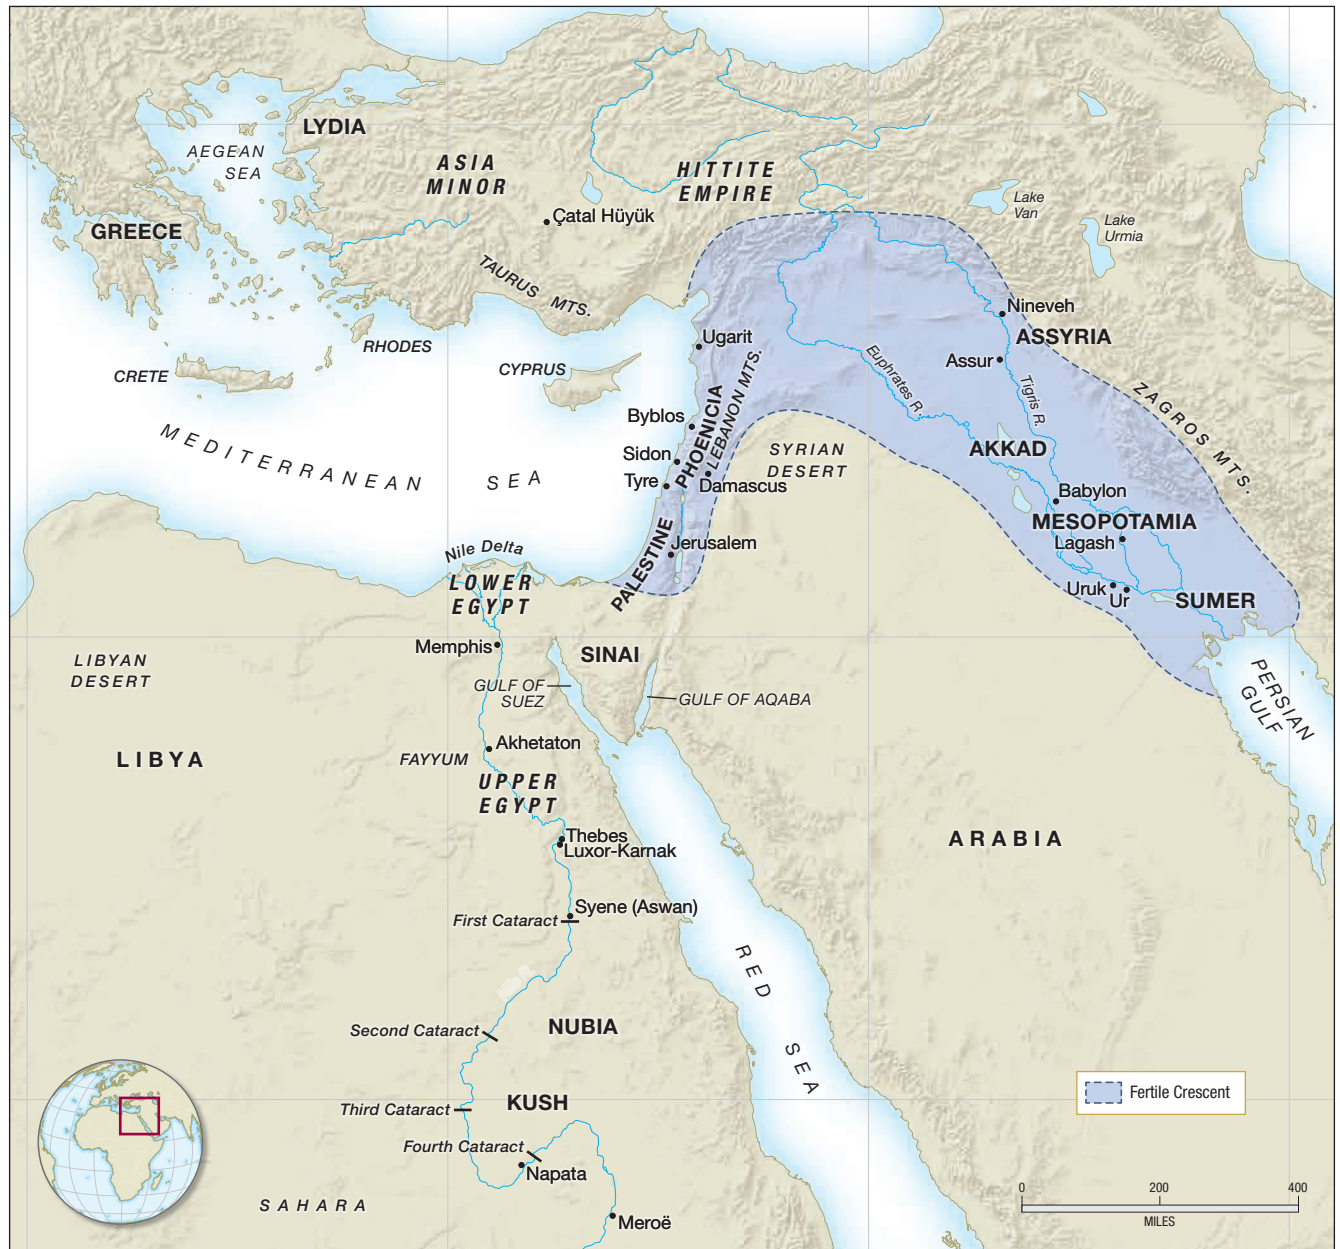 LYDIA
AEGEAN
SEA
ASIA
MINOR
HITTITE
EMPIRE
Lake
Van
Lake
Urmia
Çatal Hüyük
GREECE
TAURUS MTS.
Nineveh
ASSYRIA
Ugarit
RHODES
Assur
CYPRUS
CRETE
Euphrates R.
Tigris R.
ZAGROS MTS.
Byblos
PHOENICIA
LEBANON MTS.
MEDITERRANEAN SEA
SYRIAN
DESERT
AKKAD
Sidon
Tyre
Damascus
Babylon
MESOPOTAMIA
Lagash
Jerusalem
PALESTINE
Nile Delta
LOWER
EGYPT
Uruk
Ur
SUMER
Memphis
SINAI
LIBYAN
DESERT
GULF OF
SUEZ
GULF OF AQABA
PERSIAN
GULF
Akhetaton
FAYYUM
LIBYA
UPPER
EGYPT
Thebes
Luxor-Karnak
ARABIA
Syene (Aswan)
First Cataract
RED SEA
Second Cataract
NUBIA
Third Cataract
KUSH
Fourth Cataract
Napata
SAHARA
Meroë
Fertile Crescent
0 200 400
MILES